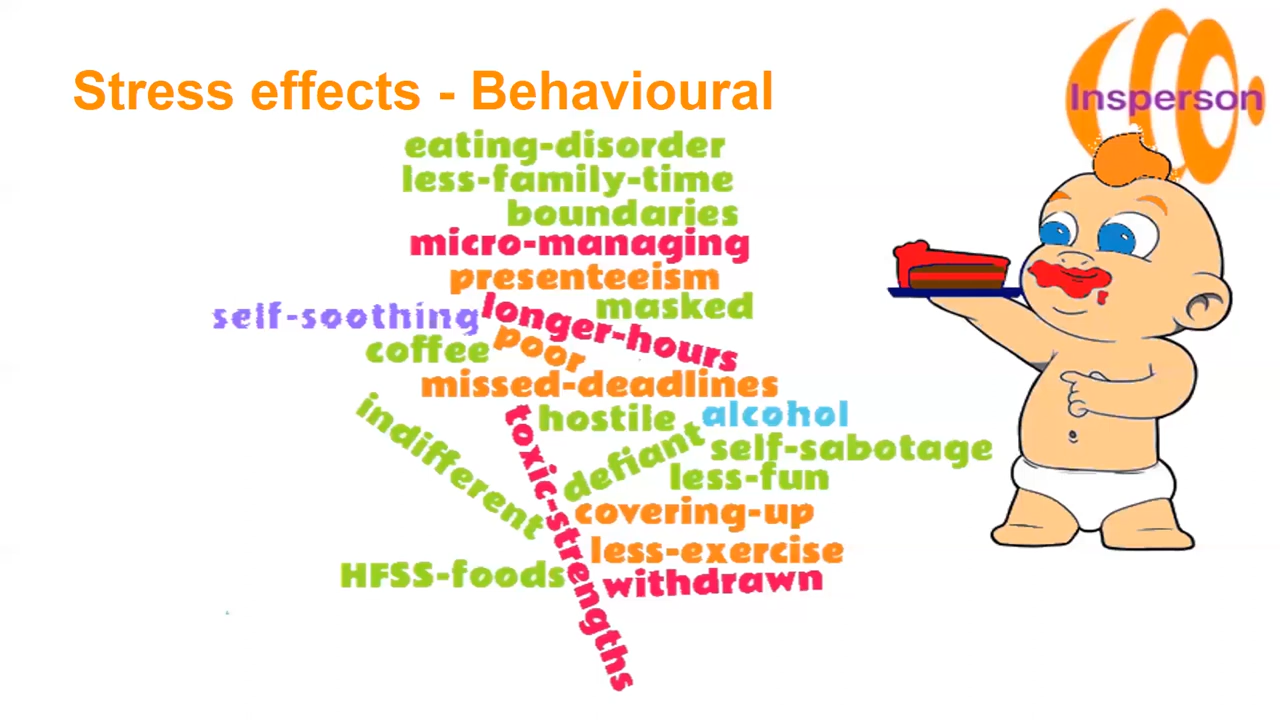 Stress effects - Behavioural
Insperson
eating-disorder
less-family-time
boundaries
micro-managing
presenteeism
masked
self-soothing
longer-hours
poor
coffee
missed-deadlines
indifferent
toxic-strengths
hostile
alcohol
defiant
self-sabotage
less-fun
covering-up
less-exercise
HFSS-foods
withdrawn